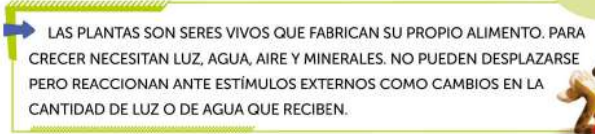 LAS PLANTAS SON SERES VIVOS QUE FABRICAN SU PROPIO ALIMENTO. PARA
CRECER NECESITAN LUZ, AGUA, AIRE Y MINERALES. NO PUEDEN DESPLAZARSE
PERO REACCIONAN ANTE ESTÍMULOS EXTERNOS COMO CAMBIOS EN LA
CANTIDAD DE LUZ O DE AGUA QUE RECIBEN.